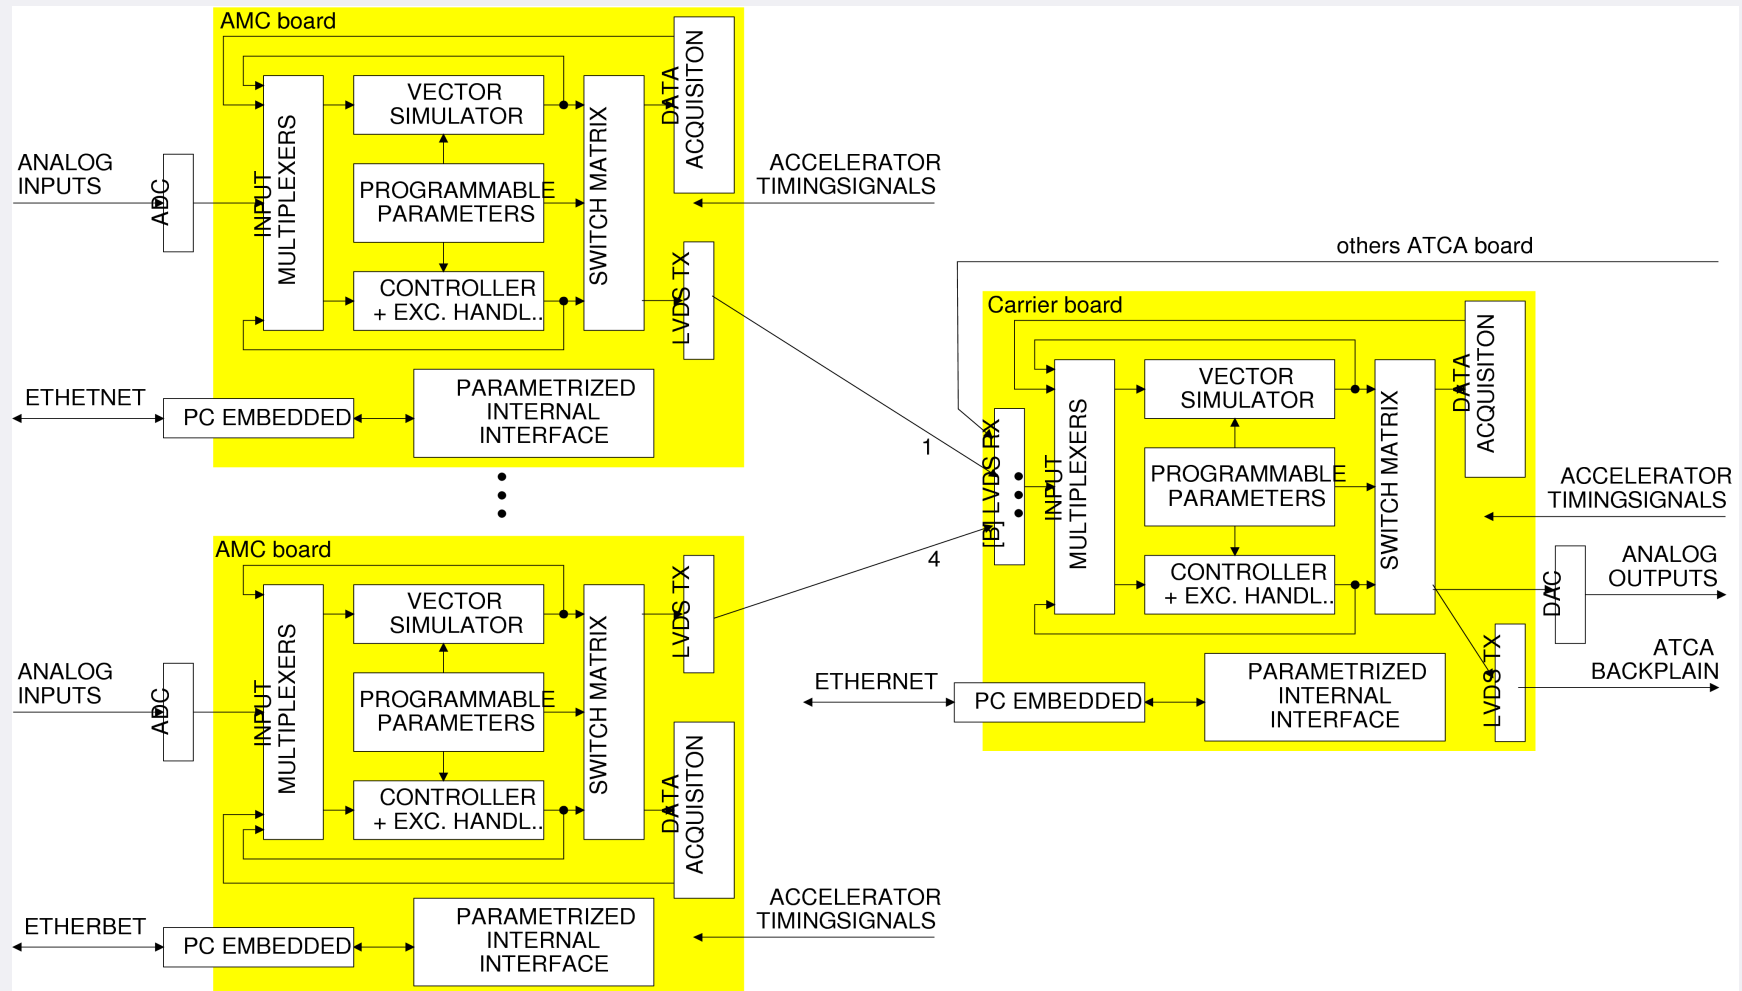 AMC board
ANALOG
INPUTS
ADC
INPUT
MULTIPLEXERS
VECTOR
SIMULATOR
PROGRAMMABLE
PARAMETERS
CONTROLLER
+ EXC. HANDL..
SWITCH MATRIX
DATA
ACQUISITON
LVDS TX
ACCELERATOR
TIMINGSIGNALS
ETHETNET
PC EMBEDDED
PARAMETRIZED
INTERNAL
INTERFACE
1
AMC board
ANALOG
INPUTS
ADC
INPUT
MULTIPLEXERS
VECTOR
SIMULATOR
PROGRAMMABLE
PARAMETERS
CONTROLLER
+ EXC. HANDL..
SWITCH MATRIX
LVDS TX
DATA
ACQUISITON
ACCELERATOR
TIMINGSIGNALS
ETHERBET
PC EMBEDDED
PARAMETRIZED
INTERNAL
INTERFACE
4
others ATCA board
Carrier board
[B] LVDS RX
INPUT
MULTIPLEXERS
VECTOR
SIMULATOR
PROGRAMMABLE
PARAMETERS
CONTROLLER
+ EXC. HANDL..
SWITCH MATRIX
DATA
ACQUISITON
ACCELERATOR
TIMINGSIGNALS
DAC
ANALOG
OUTPUTS
LVDS TX
ATCA
BACKPLAIN
ETHERNET
PC EMBEDDED
PARAMETRIZED
INTERNAL
INTERFACE